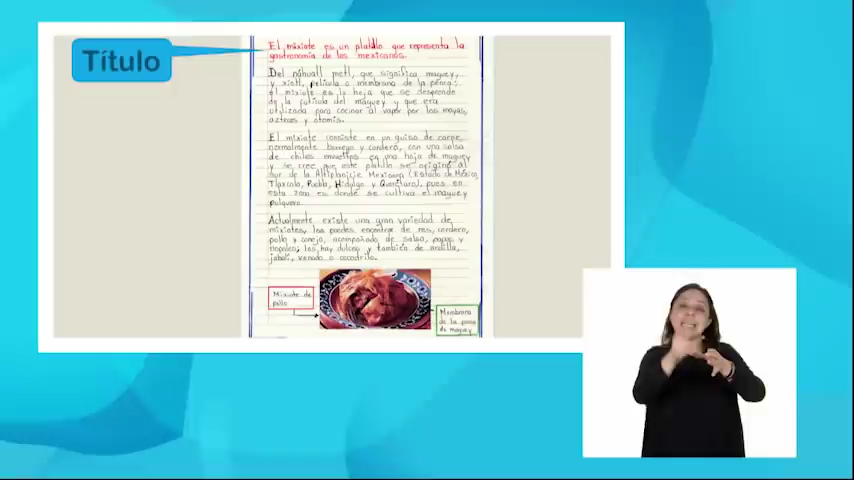 Título
El mixiote es un platillo que representa la
gastronomía de los mexicanos.
Del náhuatl metl, que significa maguey,
y xiotl, película o membrana de la penca;
el mixiote es la hoja que se desprende
de la cutícula del maguey y que era
utilizada para cocinar al vapor por los mayas,
aztecas y otomís.
El mixiote consiste en un guiso de carne,
normalmente borrego y cordero, con una salsa
de chiles envueltos en una hoja de maguey
y se cree que este platillo se originó al
sur de la Altiplanicie Mexicana (Estado de México,
Tlaxcala, Puebla, Hidalgo y Querétaro), pues en
esta zona es donde se cultiva el maguey
pulquero.
Actualmente existe una gran variedad de
mixiotes, los puedes encontrar de res, cordero,
pollo y conejo, acompañado de salsa, papas y
nopales; los hay dulces y también de ardilla,
jabalí, venado o cocodrilo.
Mixiote de
pollo
Membrana
de la penca
de maguey